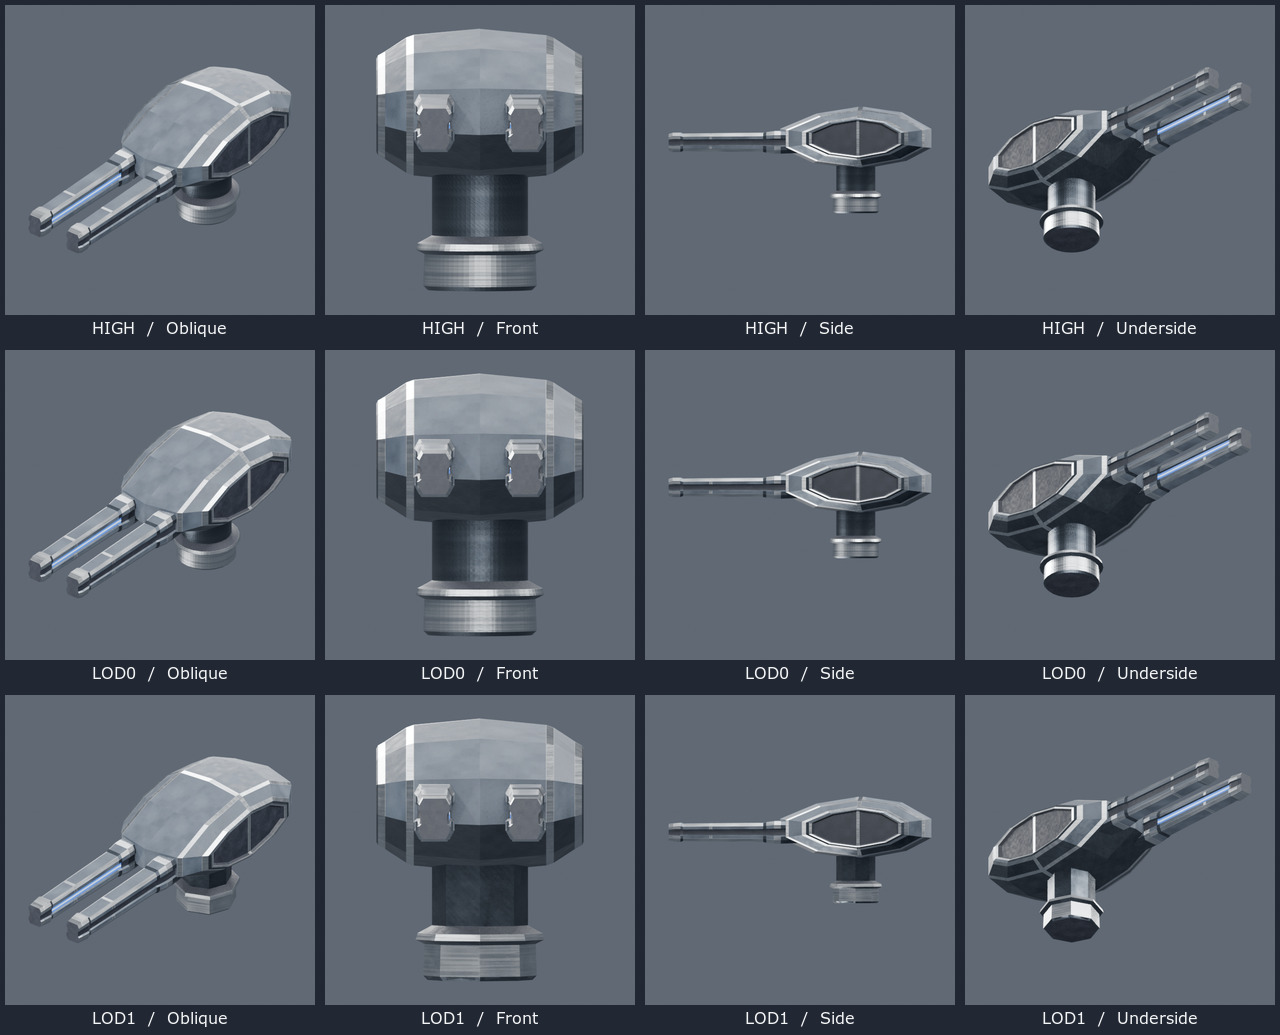 HIGH / Oblique
HIGH / Front
HIGH / Side
HIGH / Underside
LOD0 / Oblique
LOD0 / Front
LOD0 / Side
LOD0 / Underside
LOD1 / Oblique
LOD1 / Front
LOD1 / Side
LOD1 / Underside